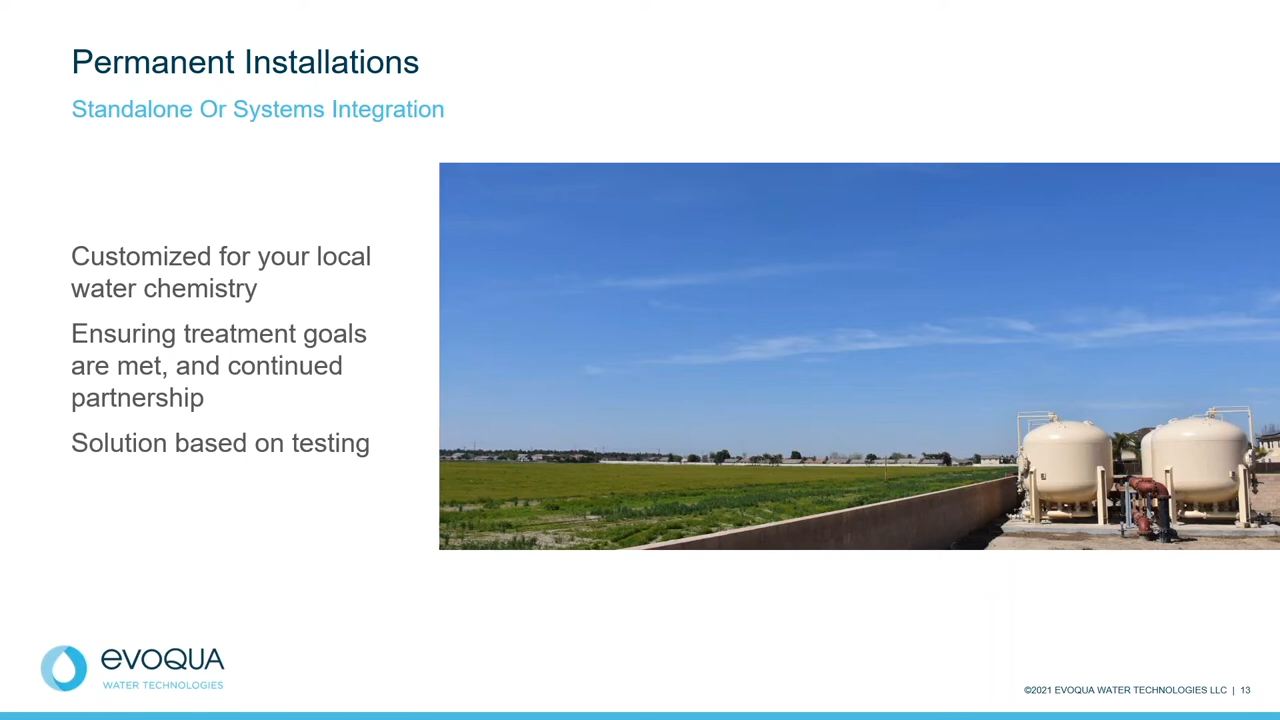 Permanent Installations
Standalone Or Systems Integration
Customized for your local
water chemistry
Ensuring treatment goals
are met, and continued
partnership
Solution based on testing
evoQUA
WATER TECHNOLOGIES
©2021 EVOQUA WATER TECHNOLOGIES LLC | 13